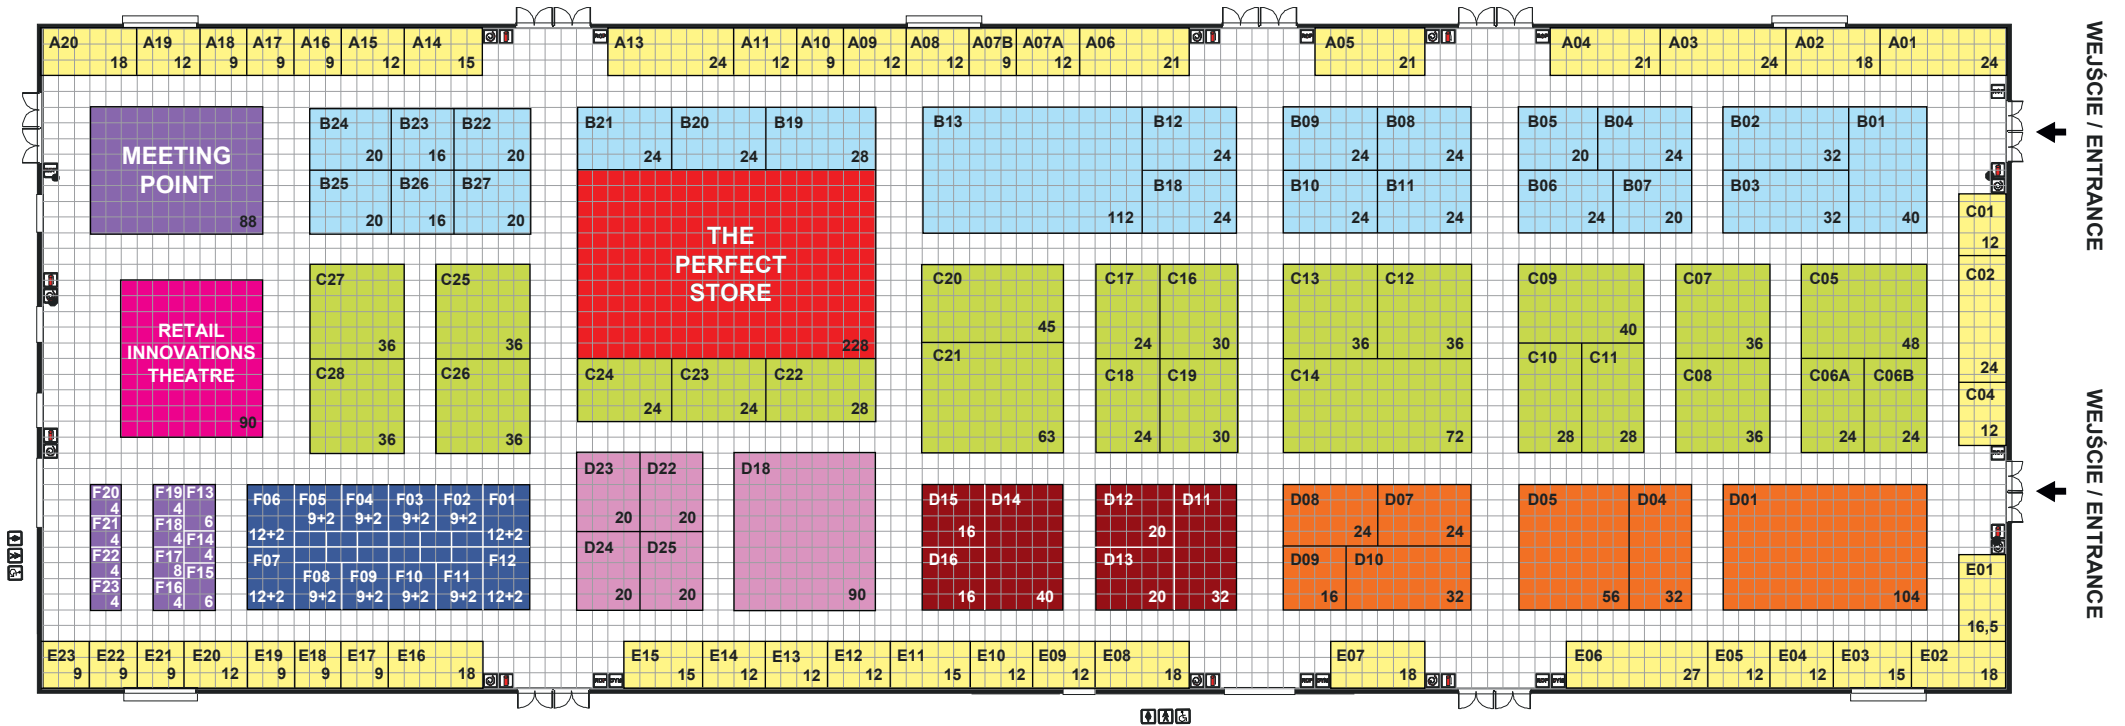 A20 A19 A18 A17 A16 A15 A14 A13 A11 A10 A09 A08 A07B A07A A06 A05 A04 A03 A02 A01
18 12 9 9 9 12 15 24 12 9 12 12 9 12 21 21 21 24 18 24
MEETING
POINT
88
B24 B23 B22 B21 B20 B19 B13 B12 B09 B08 B05 B04 B02 B01
20 16 20 24 24 28 24 24 24 20 24 32
B25 B26 B27 B18 B10 B11 B06 B07 B03
20 16 20 112 24 24 24 24 20 32 40
THE
PERFECT
STORE
228
RETAIL
INNOVATIONS
THEATRE
90
C01
12
C02
24
C04
12
C27 C25 C20 C17 C16 C13 C12 C09 C07 C05
36 36 45 24 30 36 36 40 36 48
C28 C26 C24 C23 C22 C21 C18 C19 C14 C10 C11 C08 C06A C06B
36 36 24 24 28 63 24 30 72 28 28 36 24 24
D23 D22 D18
20 20 90
D24 D25
20 20
D15 D14 D12 D11 D08 D07 D05 D04 D01
16 20 24 24
D16 D13 D09 D10
16 40 20 32 16 32 56 32 104
F20 F19 F13
4 4 6
F21 F18 F14
4 4 4
F22 F17 F15
4 8 6
F23 F16
4 4
F06 F05 F04 F03 F02 F01
12+2 9+2 9+2 9+2 9+2 12+2
F07 F08 F09 F10 F11 F12
12+2 9+2 9+2 9+2 9+2 12+2
E01
16,5
E23 E22 E21 E20 E19 E18 E17 E16 E15 E14 E13 E12 E11 E10 E09 E08 E07 E06 E05 E04 E03 E02
9 9 9 12 9 9 9 18 15 12 12 12 15 12 12 18 18 27 12 12 15 18
WEJŚCIE / ENTRANCE
WEJŚCIE / ENTRANCE